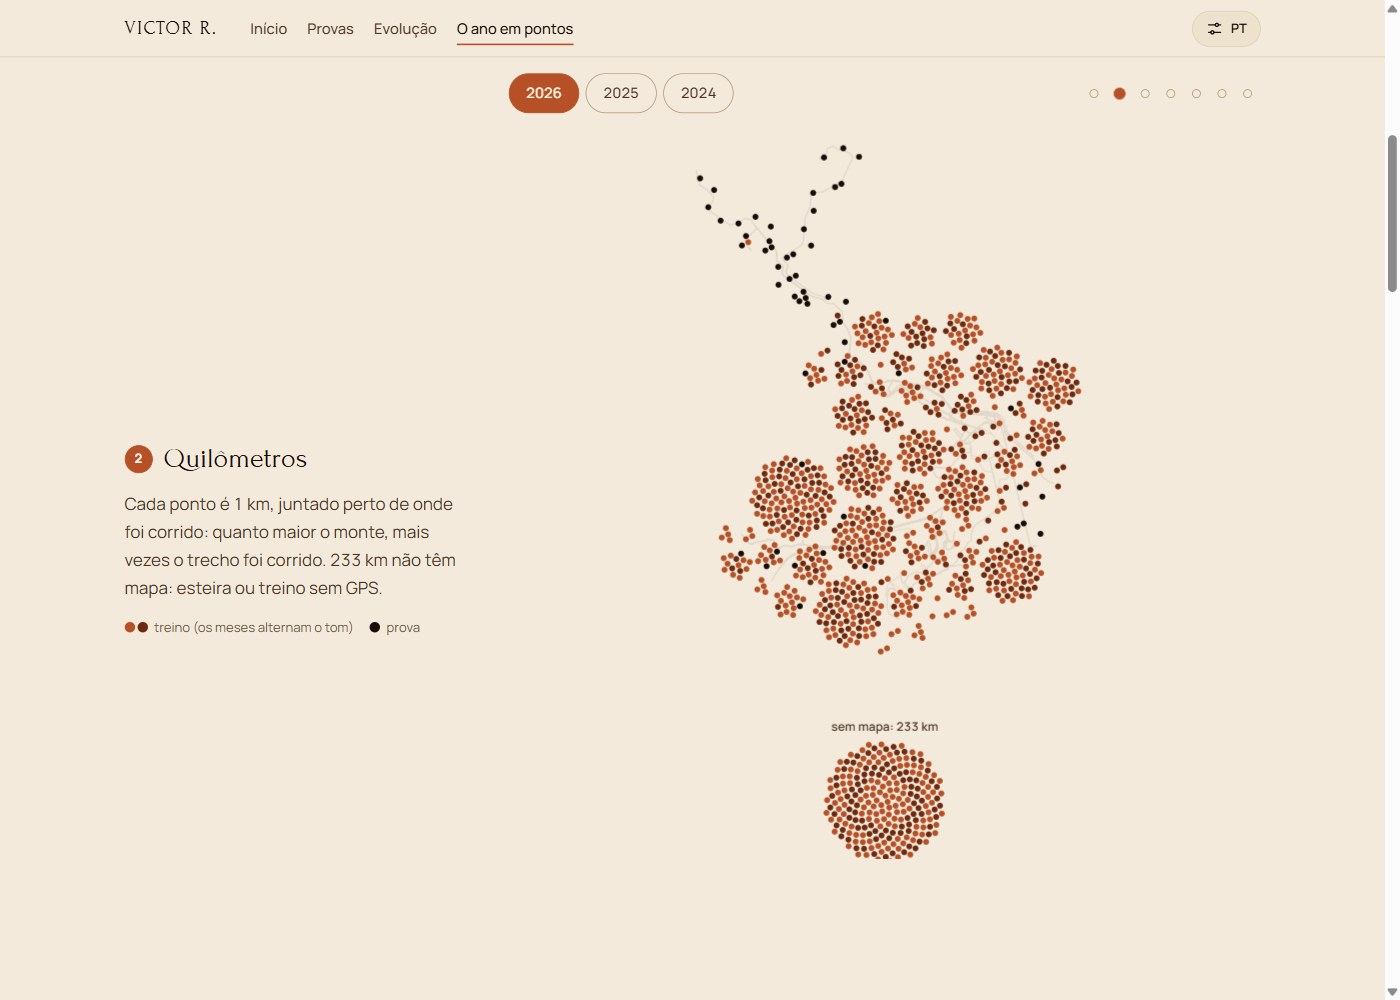 VICTOR R.
Início
Provas
Evolução
O ano em pontos
PT
2026
2025
2024
2 Quilômetros
Cada ponto é 1 km, juntado perto de onde
foi corrido: quanto maior o monte, mais
vezes o trecho foi corrido. 233 km não têm
mapa: esteira ou treino sem GPS.
treino (os meses alternam o tom)
prova
sem mapa: 233 km